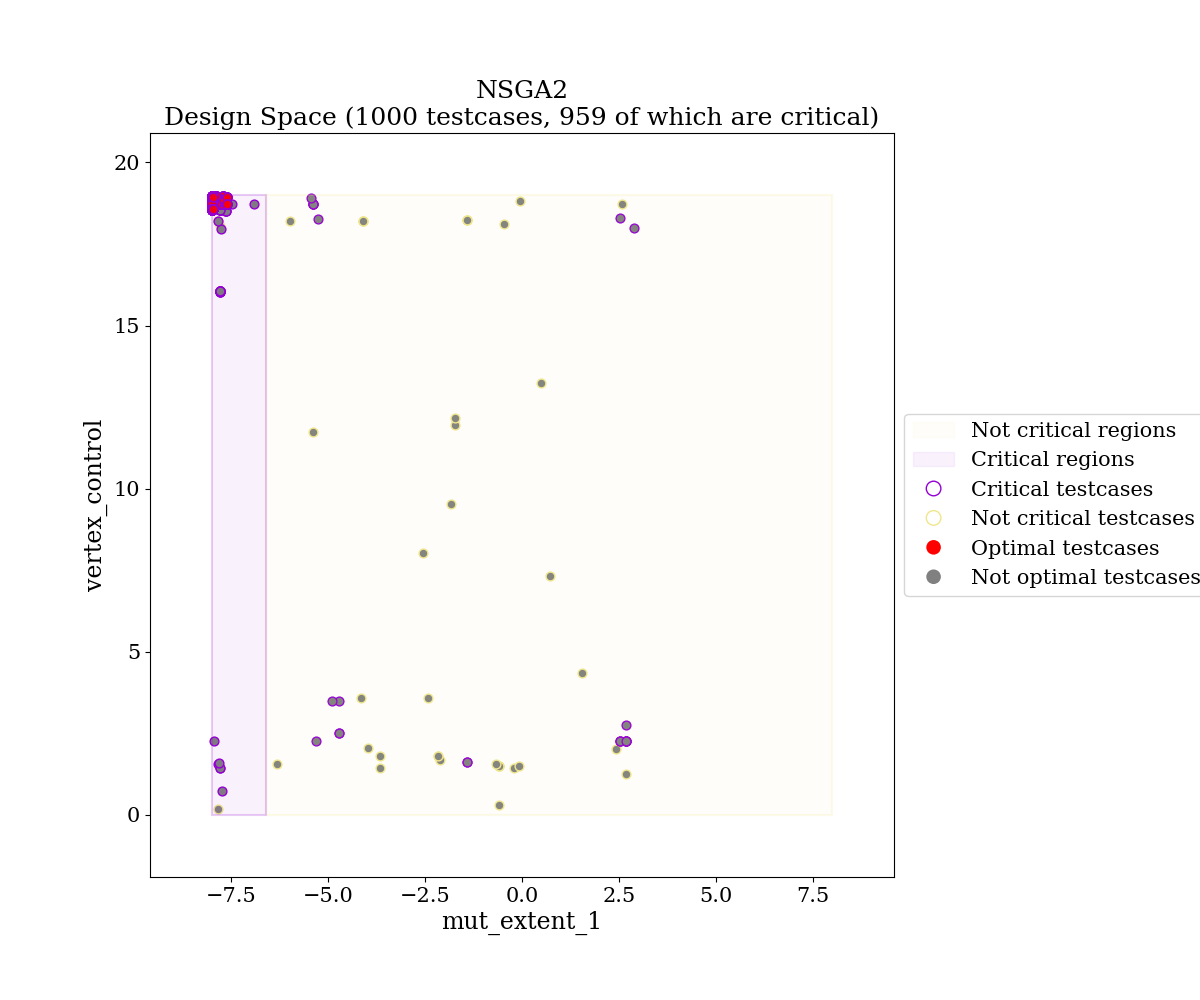 NSGA2
Design Space (1000 testcases, 959 of which are critical)
20
15
10
5
0
vertex_control
−7.5
−5.0
−2.5
0.0
2.5
5.0
7.5
mut_extent_1
Not critical regions
Critical regions
Critical testcases
Not critical testcases
Optimal testcases
Not optimal testcases